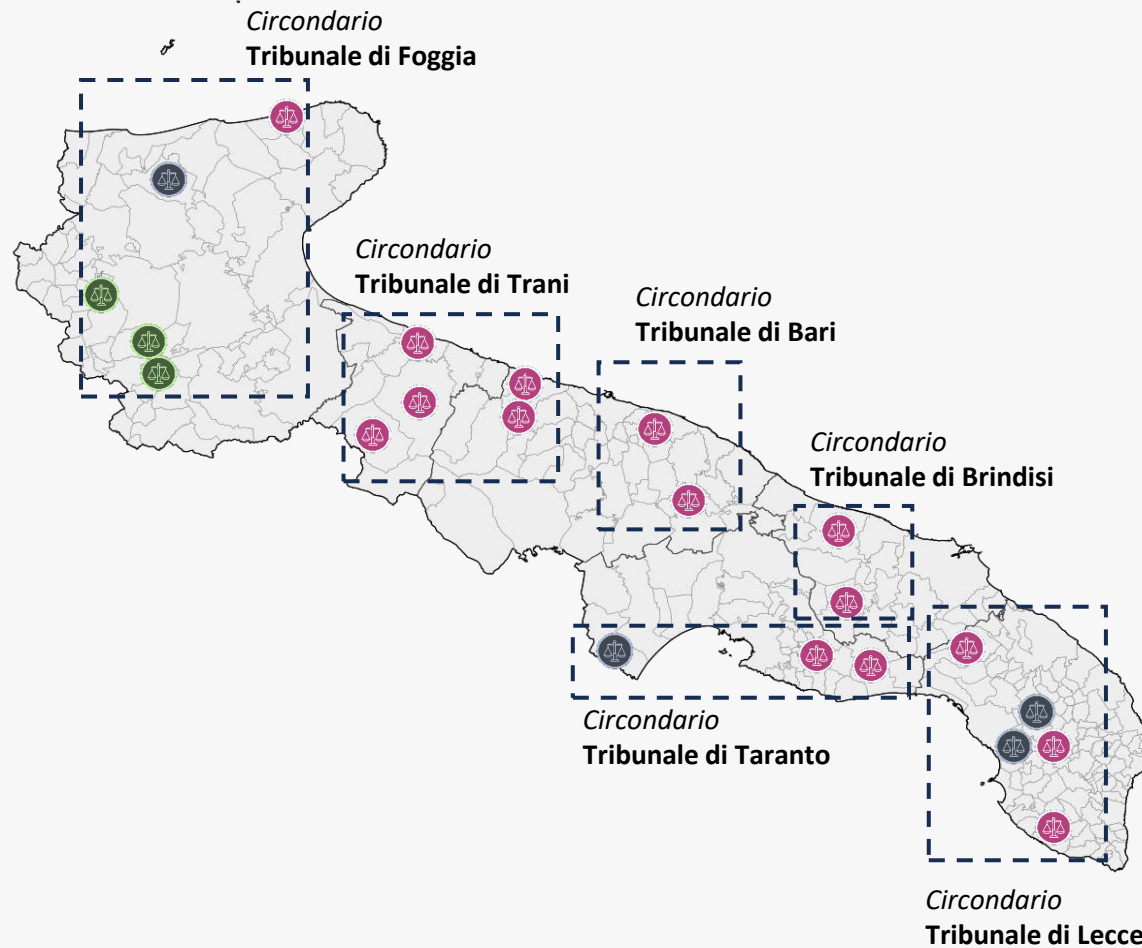 Circondario
Tribunale di Foggia
Circondario
Tribunale di Trani
Circondario
Tribunale di Bari
Circondario
Tribunale di Brindisi
Circondario
Tribunale di Taranto
Circondario
Tribunale di Lecce